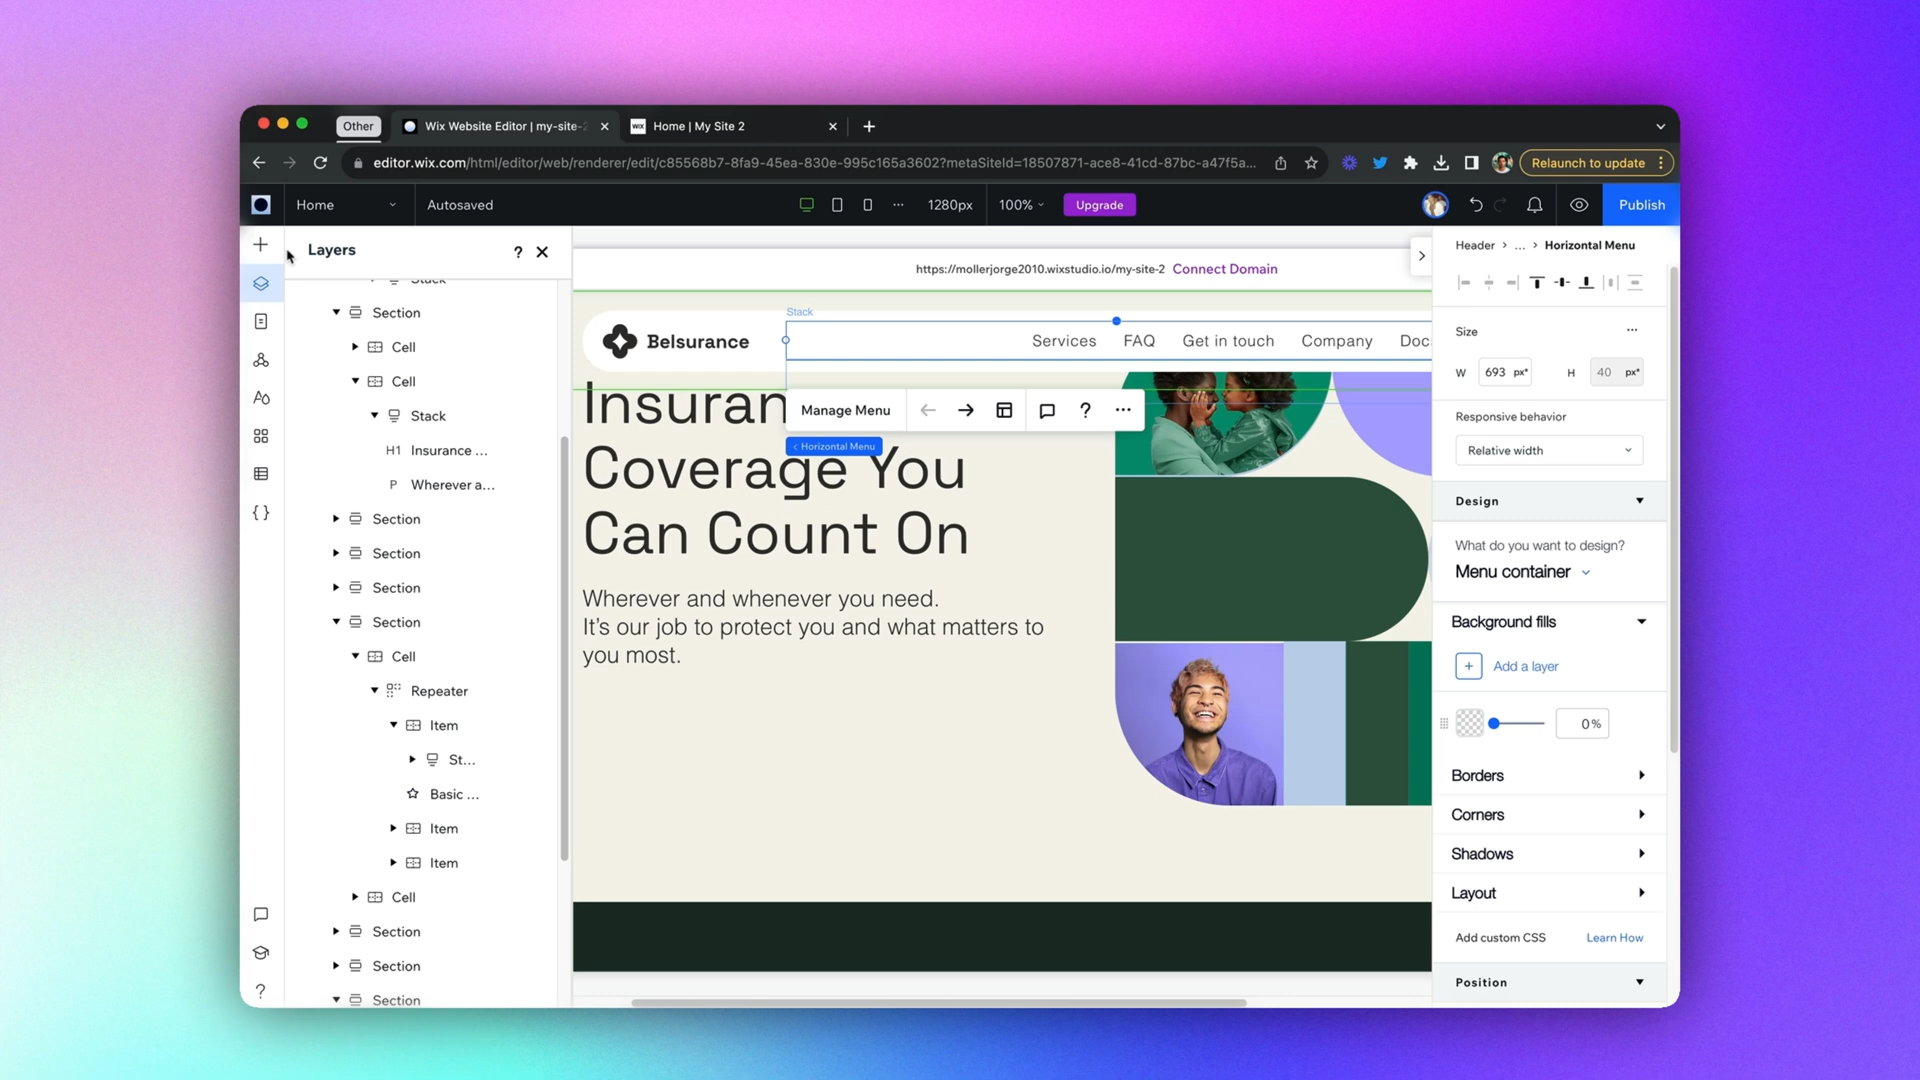 Other
Wix Website Editor | my-site-2
WIX
Home | My Site 2
editor.wix.com/html/editor/web/renderer/edit/c85568b7-8fa9-45ea-830e-995c165a3602?metaSiteId=18507871-ace8-41cd-87bc-a47f5a...
Relaunch to update
Home
Autosaved
1280px
100%
Upgrade
Publish
Layers
?
Stack
Section
Cell
Cell
Stack
H1 Insurance ...
P Wherever a...
Section
Section
Section
Section
Cell
Repeater
Item
St...
Basic ...
Item
Item
Cell
Section
Section
Section
https://mollerjorge2010.wixstudio.io/my-site-2 Connect Domain
Stack
Belsurance
Services
FAQ
Get in touch
Company
Doc
Manage Menu
?
< Horizontal Menu
Insuran
Coverage You
Can Count On
Wherever and whenever you need.
It's our job to protect you and what matters to
you most.
Header > ... > Horizontal Menu
Size
W 693 px*
H 40 px*
Responsive behavior
Relative width
Design
What do you want to design?
Menu container
Background fills
+ Add a layer
0%
Borders
Corners
Shadows
Layout
Add custom CSS
Learn How
Position
?